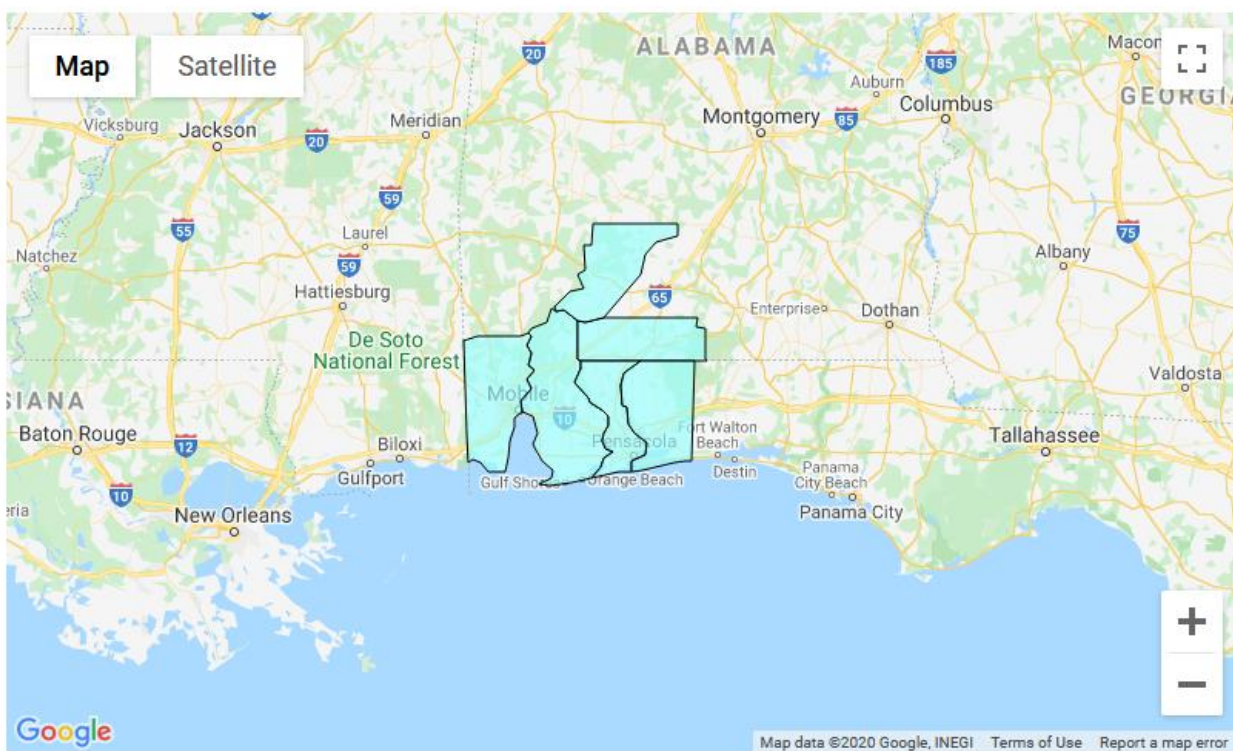 20
ALABAMA
Macon
Map
Satellite
185
Auburn
GEORGIA
Columbus
Vicksburg
Jackson
20
Meridian
Montgomery
85
59
55
Laurel
75
Natchez
59
Albany
Hattiesburg
65
Enterprise
Dothan
De Soto
National Forest
Valdosta
SIANA
Mobile
10
Baton Rouge
12
Biloxi
Pensacola
Fort Walton
Beach
Tallahassee
Gulfport
Gulf Shores
Orange Beach
Destin
Panama
City Beach
10
Panama City
eria
New Orleans
+
−
Google
Map data ©2020 Google, INEGI Terms of Use Report a map error